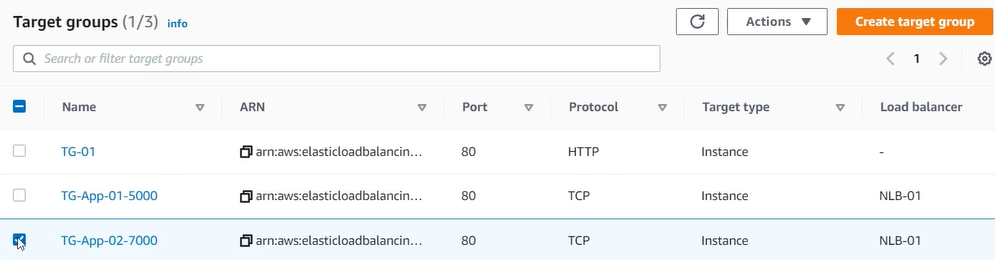 Target groups (1/3) info Actions Create target group
Search or filter target groups 1
Name ARN Port Protocol Target type Load balancer
TG-01 arn:aws:elasticloadbalancin... 80 HTTP Instance -
TG-App-01-5000 arn:aws:elasticloadbalancin... 80 TCP Instance NLB-01
TG-App-02-7000 arn:aws:elasticloadbalancin... 80 TCP Instance NLB-01